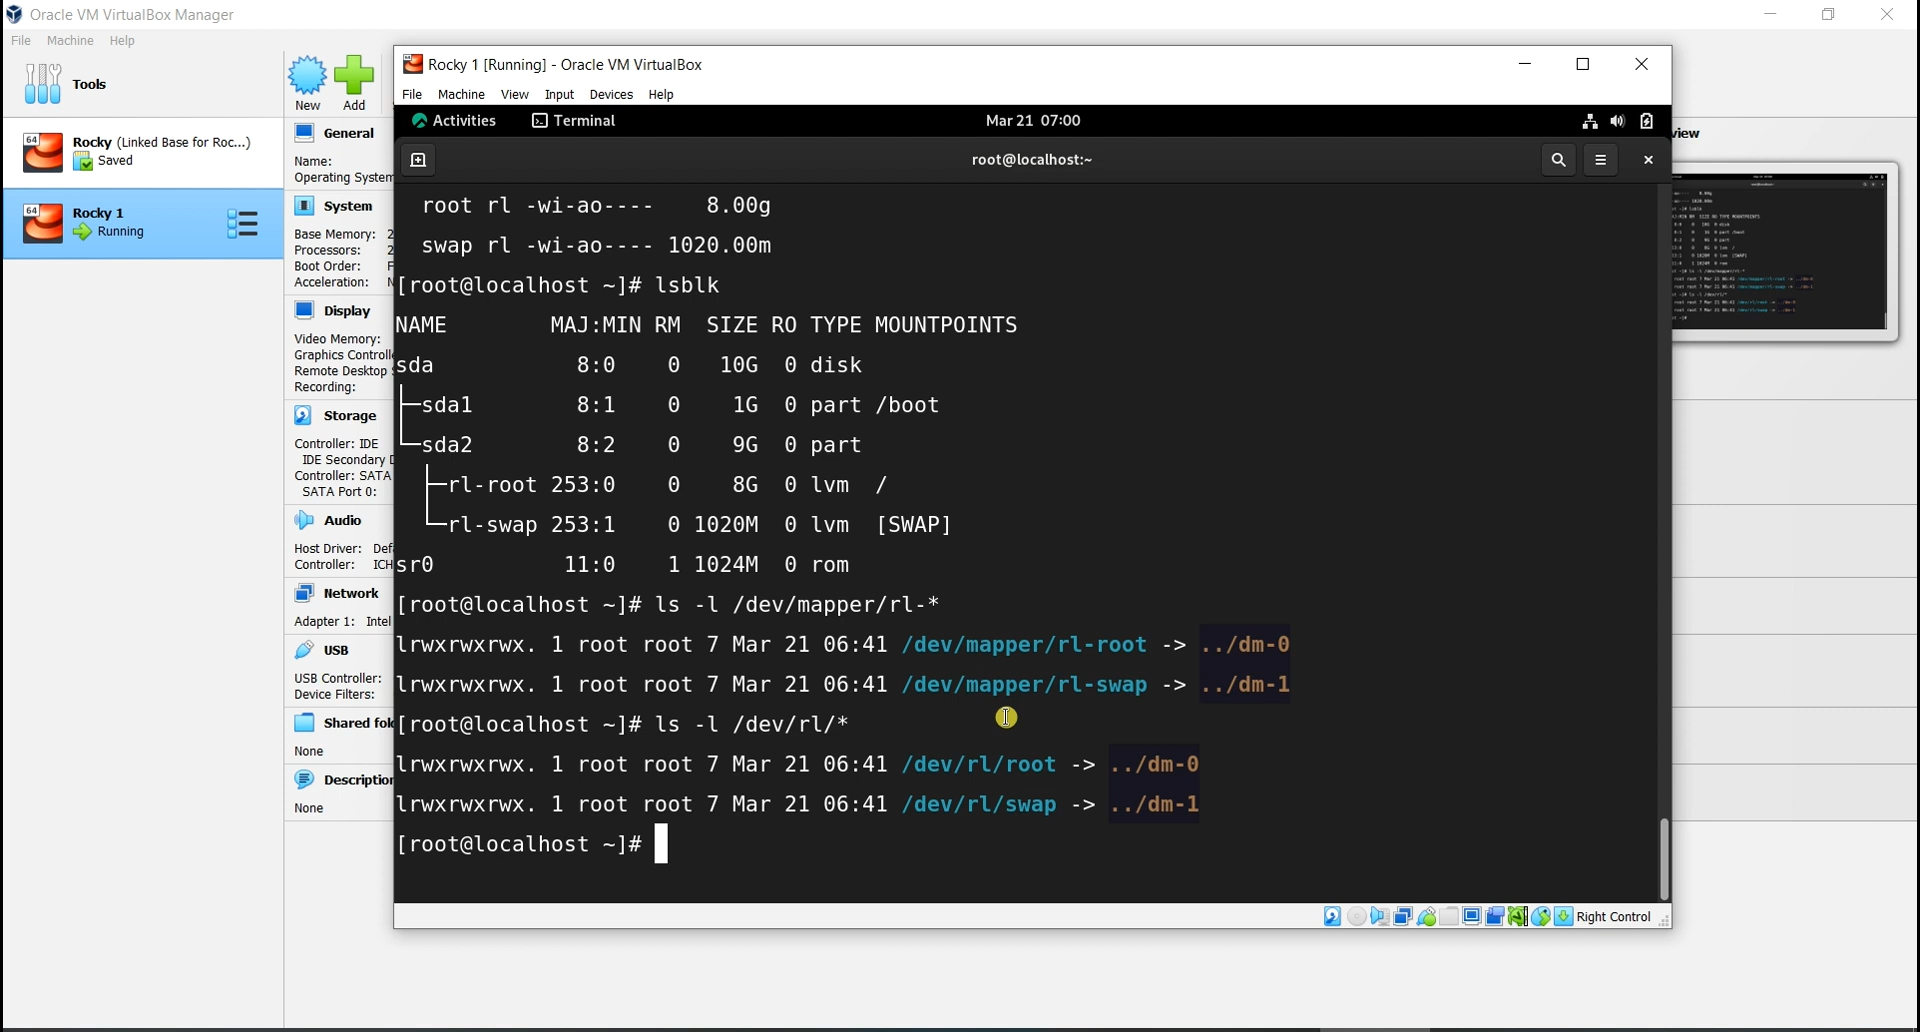 Oracle VM VirtualBox Manager
File Machine Help
Tools
New
Add
Rocky (Linked Base for Roc...)
Saved
Rocky 1
Running
General
Name:
Operating System
System
Base Memory: 2
Processors: 2
Boot Order: F
Acceleration: N
Display
Video Memory:
Graphics Controll
Remote Desktop
Recording:
Storage
Controller: IDE
IDE Secondary D
Controller: SATA
SATA Port 0:
Audio
Host Driver: Def
Controller: ICH
Network
Adapter 1: Intel
USB
USB Controller:
Device Filters:
Shared fol
None
Description
None
view
Rocky 1 [Running] - Oracle VM VirtualBox
File Machine View Input Devices Help
Activities Terminal Mar 21 07:00
root@localhost:~
root rl -wi-ao---- 8.00g
swap rl -wi-ao---- 1020.00m
[root@localhost ~]# lsblk
NAME MAJ:MIN RM SIZE RO TYPE MOUNTPOINTS
sda 8:0 0 10G 0 disk
├─sda1 8:1 0 1G 0 part /boot
└─sda2 8:2 0 9G 0 part
├─rl-root 253:0 0 8G 0 lvm /
└─rl-swap 253:1 0 1020M 0 lvm [SWAP]
sr0 11:0 1 1024M 0 rom
[root@localhost ~]# ls -l /dev/mapper/rl-*
lrwxrwxrwx. 1 root root 7 Mar 21 06:41 /dev/mapper/rl-root -> ../dm-0
lrwxrwxrwx. 1 root root 7 Mar 21 06:41 /dev/mapper/rl-swap -> ../dm-1
[root@localhost ~]# ls -l /dev/rl/*
lrwxrwxrwx. 1 root root 7 Mar 21 06:41 /dev/rl/root -> ../dm-0
lrwxrwxrwx. 1 root root 7 Mar 21 06:41 /dev/rl/swap -> ../dm-1
[root@localhost ~]#
Right Control